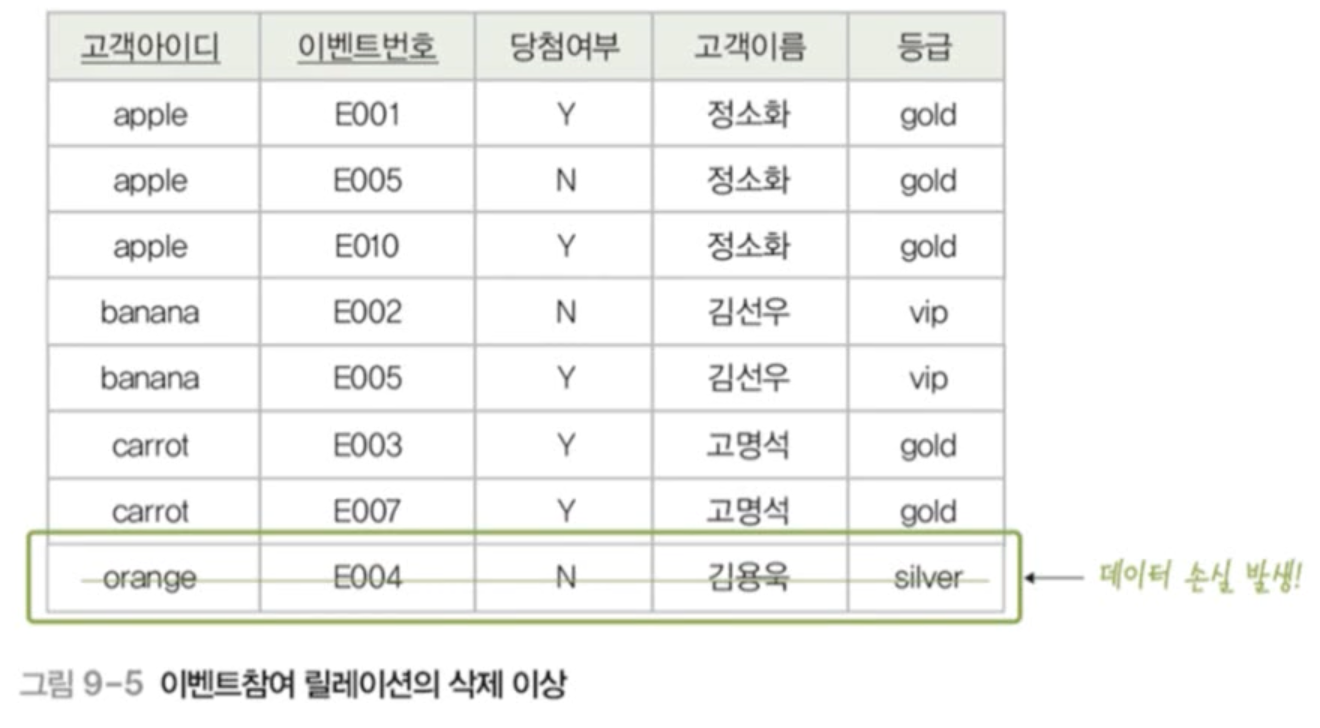 고객아이디 이벤트번호 당첨여부 고객이름 등급
apple E001 Y 정소화 gold
apple E005 N 정소화 gold
apple E010 Y 정소화 gold
banana E002 N 김선우 vip
banana E005 Y 김선우 vip
carrot E003 Y 고명석 gold
carrot E007 Y 고명석 gold
orange E004 N 김용욱 silver
데이터 손실 발생!
그림 9-5 이벤트참여 릴레이션의 삭제 이상